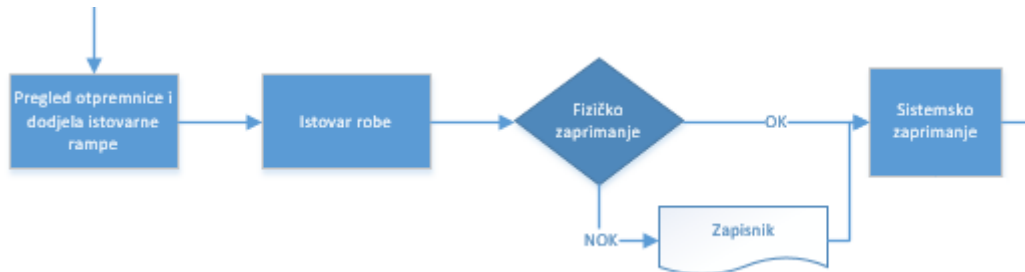 Pregled otpremnice i
dodjela istovarne
rampe
Istovar robe
Fizičko
zaprimanje
OK
Sistemsko
zaprimanje
NOK
Zapisnik